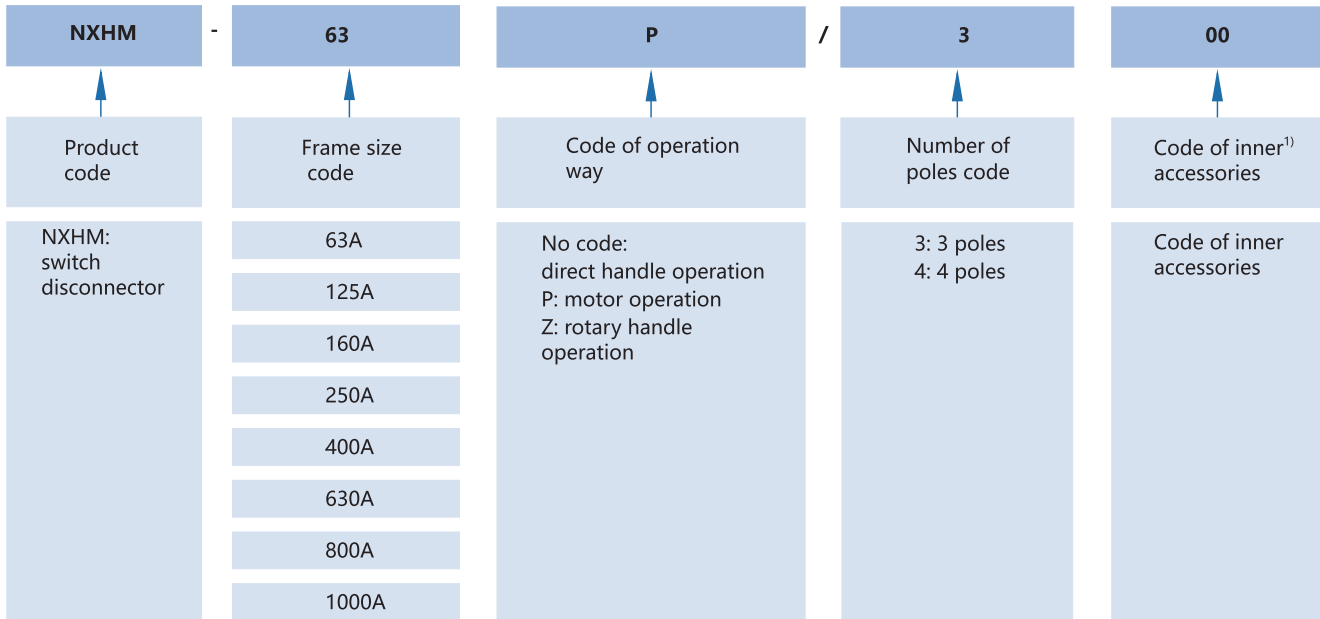 NXHM - 63 P / 3 00
Product
code
Frame size
code
Code of operation
way
Number of
poles code
Code of inner1)
accessories
NXHM:
switch
disconnector
63A
125A
160A
250A
400A
630A
800A
1000A
No code:
direct handle operation
P: motor operation
Z: rotary handle
operation
3: 3 poles
4: 4 poles
Code of inner
accessories